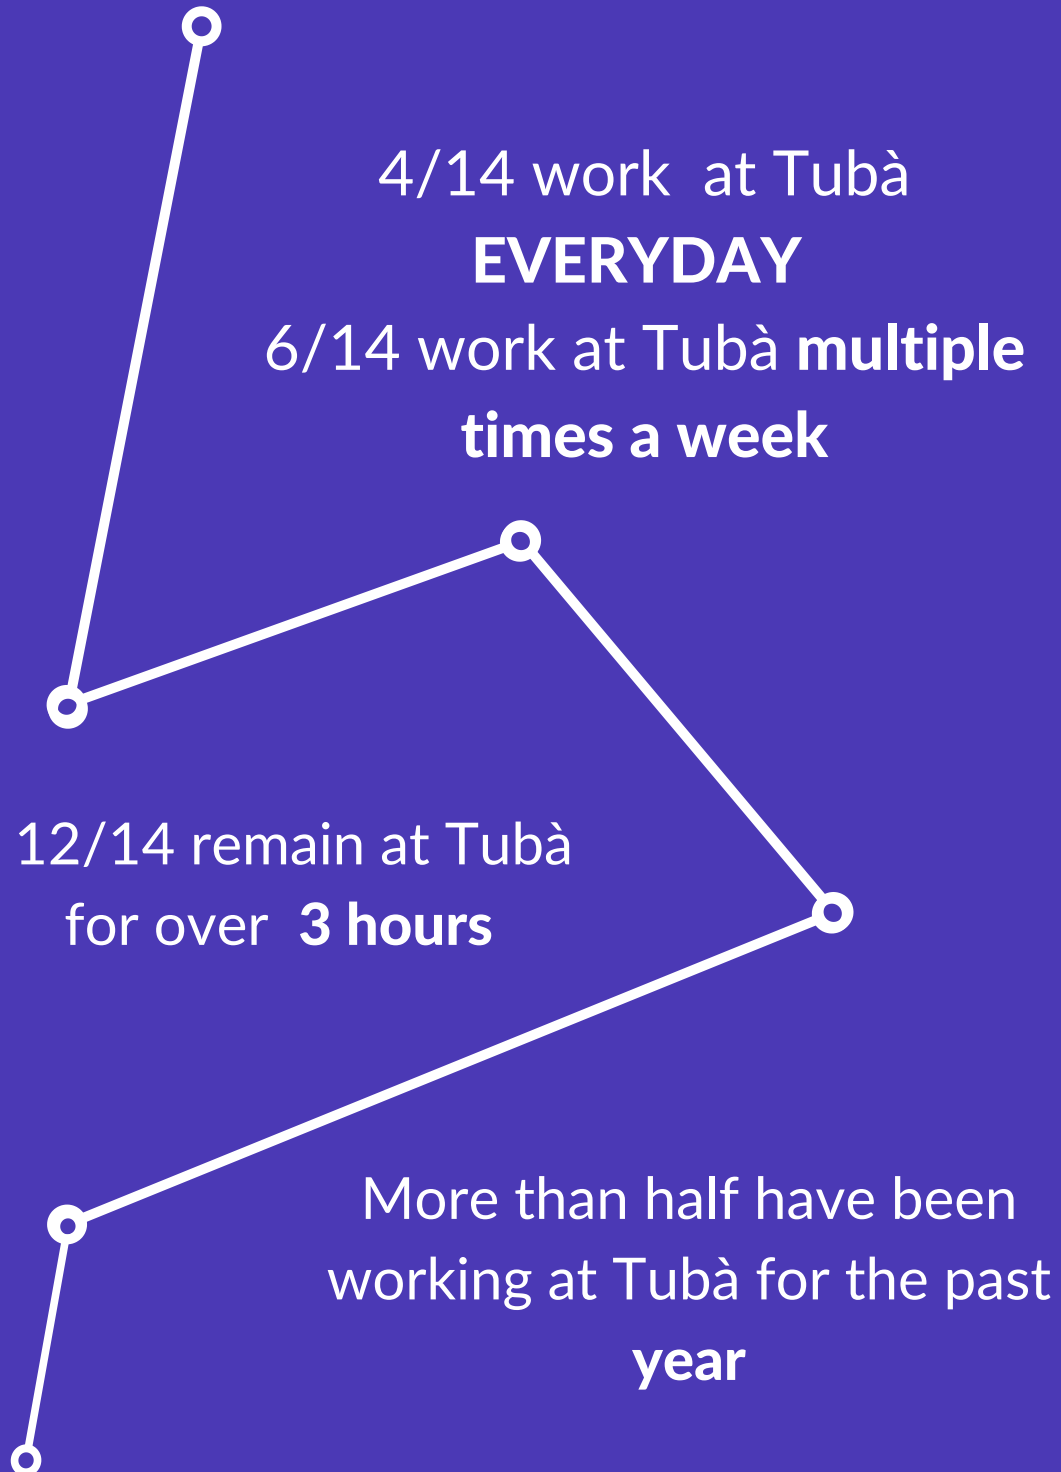 4/14 work at Tubà
EVERYDAY
6/14 work at Tubà multiple
times a week
12/14 remain at Tubà
for over 3 hours
More than half have been
working at Tubà for the past
year